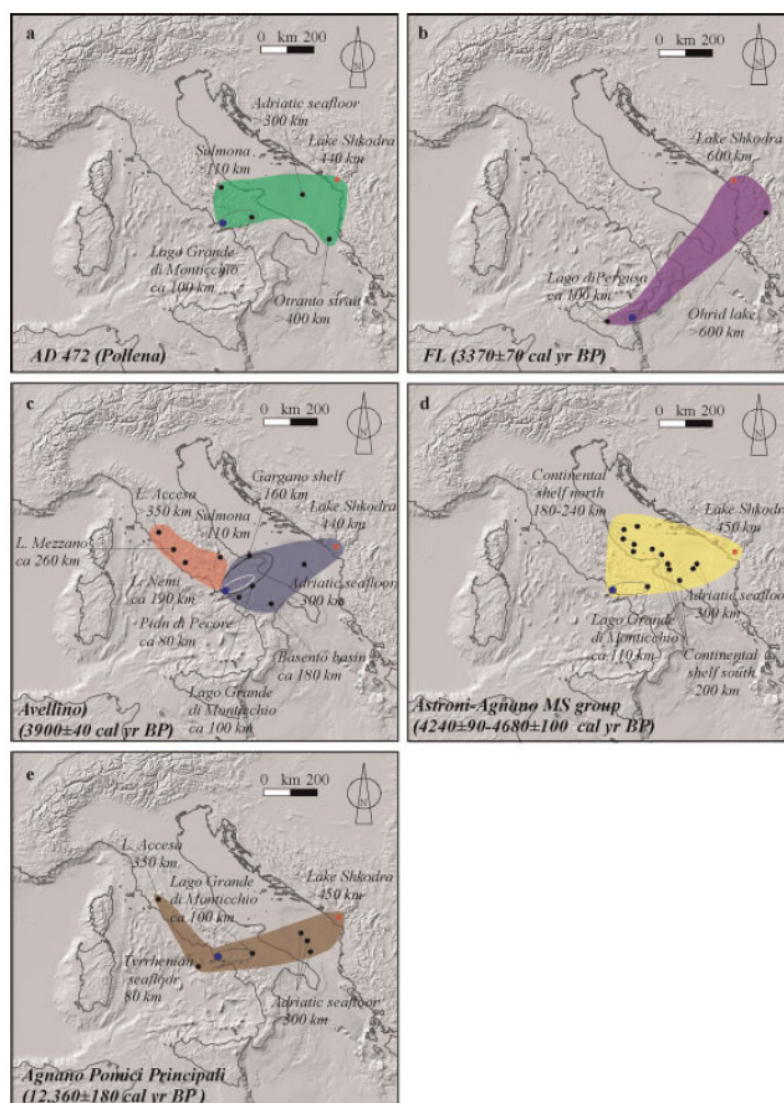 a
0 km 200
N
Adriatic seafloor
300 km
Lake Shkodra
440 km
Sulmona
110 km
Lago Grande
di Monticchio
ca 100 km
Otranto strait
>400 km
AD 472 (Pollena)
b
0 km 200
N
Lake Shkodra
600 km
Lago diPergusa
ca 100 km
Ohrid lake
>600 km
FL (3370±70 cal yr BP)
c
0 km 200
N
L. Accesa
350 km
Gargano shelf
160 km
Sulmona
110 km
Lake Shkodra
440 km
L. Mezzano
ca 260 km
L. Nemi
ca 190 km
Adriatic seafloor
300 km
Pian di Pecore
ca 80 km
Basento basin
ca 180 km
Lago Grande
di Monticchio
ca 100 km
Avellino)
(3900±40 cal yr BP)
d
0 km 200
N
Continental
shelf north
180-240 km
Lake Shkodra
450 km
Adriatic seafloor
300 km
Lago Grande
di Monticchio
ca 110 km
Continental
shelf south
>200 km
Astroni-Agnano MS group
(4240±90-4680±100 cal yr BP)
e
0 km 200
N
L. Accesa
350 km
Lago Grande
di Monticchio
ca 100 km
Lake Shkodra
450 km
Tyrrhenian
seafloor
80 km
Adriatic seafloor
300 km
Agnano Pomici Principali
(12,360±180 cal yr BP )